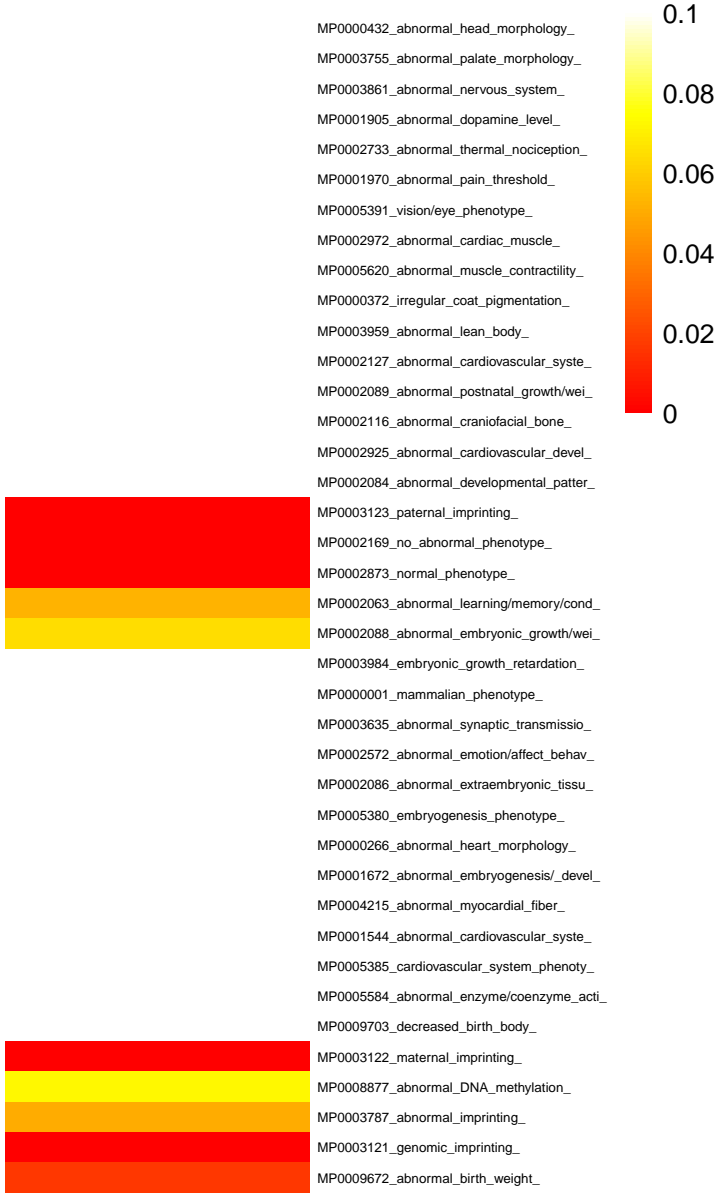 MP0000432_abnormal_head_morphology_
MP0003755_abnormal_palate_morphology_
MP0003861_abnormal_nervous_system_
MP0001905_abnormal_dopamine_level_
MP0002733_abnormal_thermal_nociception_
MP0001970_abnormal_pain_threshold_
MP0005391_vision/eye_phenotype_
MP0002972_abnormal_cardiac_muscle_
MP0005620_abnormal_muscle_contractility_
MP0000372_irregular_coat_pigmentation_
MP0003959_abnormal_lean_body_
MP0002127_abnormal_cardiovascular_syste_
MP0002089_abnormal_postnatal_growth/wei_
MP0002116_abnormal_craniofacial_bone_
MP0002925_abnormal_cardiovascular_devel_
MP0002084_abnormal_developmental_patter_
MP0003123_paternal_imprinting_
MP0002169_no_abnormal_phenotype_
MP0002873_normal_phenotype_
MP0002063_abnormal_learning/memory/cond_
MP0002088_abnormal_embryonic_growth/wei_
MP0003984_embryonic_growth_retardation_
MP0000001_mammalian_phenotype_
MP0003635_abnormal_synaptic_transmissio_
MP0002572_abnormal_emotion/affect_behav_
MP0002086_abnormal_extraembryonic_tissu_
MP0005380_embryogenesis_phenotype_
MP0000266_abnormal_heart_morphology_
MP0001672_abnormal_embryogenesis/_devel_
MP0004215_abnormal_myocardial_fiber_
MP0001544_abnormal_cardiovascular_syste_
MP0005385_cardiovascular_system_phenoty_
MP0005584_abnormal_enzyme/coenzyme_acti_
MP0009703_decreased_birth_body_
MP0003122_maternal_imprinting_
MP0008877_abnormal_DNA_methylation_
MP0003787_abnormal_imprinting_
MP0003121_genomic_imprinting_
MP0009672_abnormal_birth_weight_
0.1
0.08
0.06
0.04
0.02
0